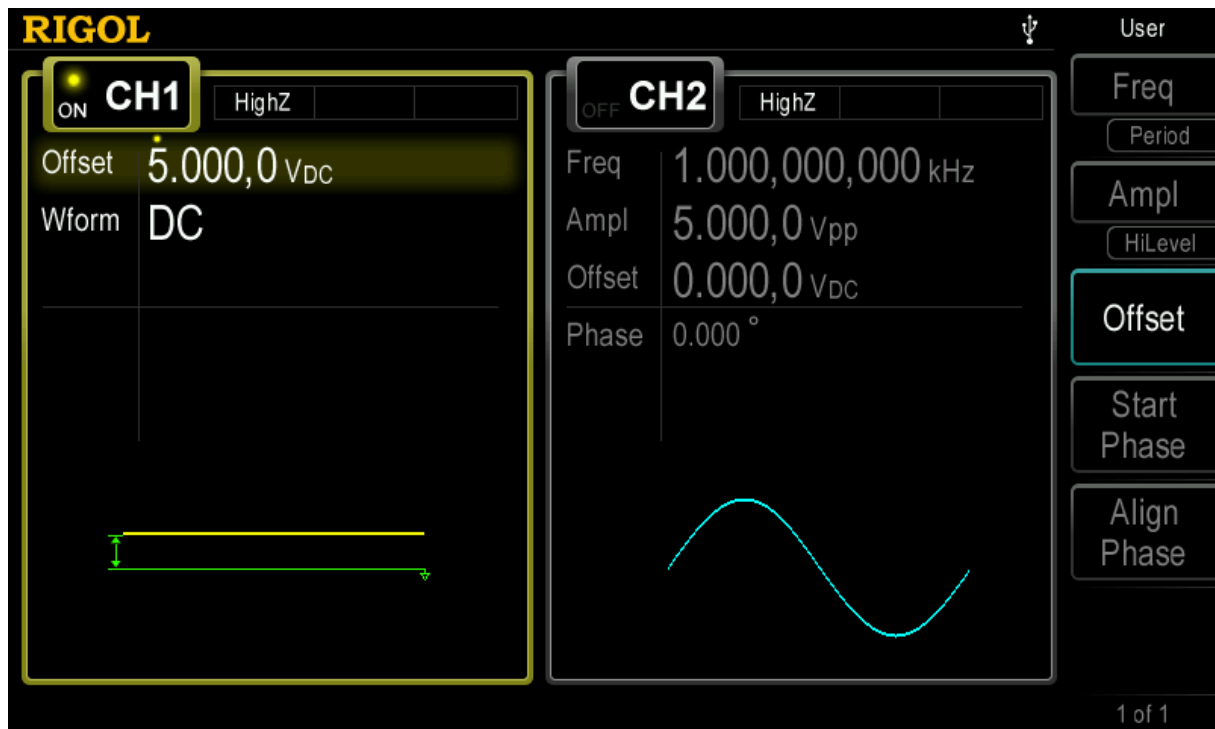 RIGOL
User
ON CH1 HighZ
Offset 5.000,0 VDC
Wform DC
OFF CH2 HighZ
Freq 1.000,000,000 kHz
Ampl 5.000,0 Vpp
Offset 0.000,0 VDC
Phase 0.000 °
Freq
Period
Ampl
HiLevel
Offset
Start
Phase
Align
Phase
1 of 1